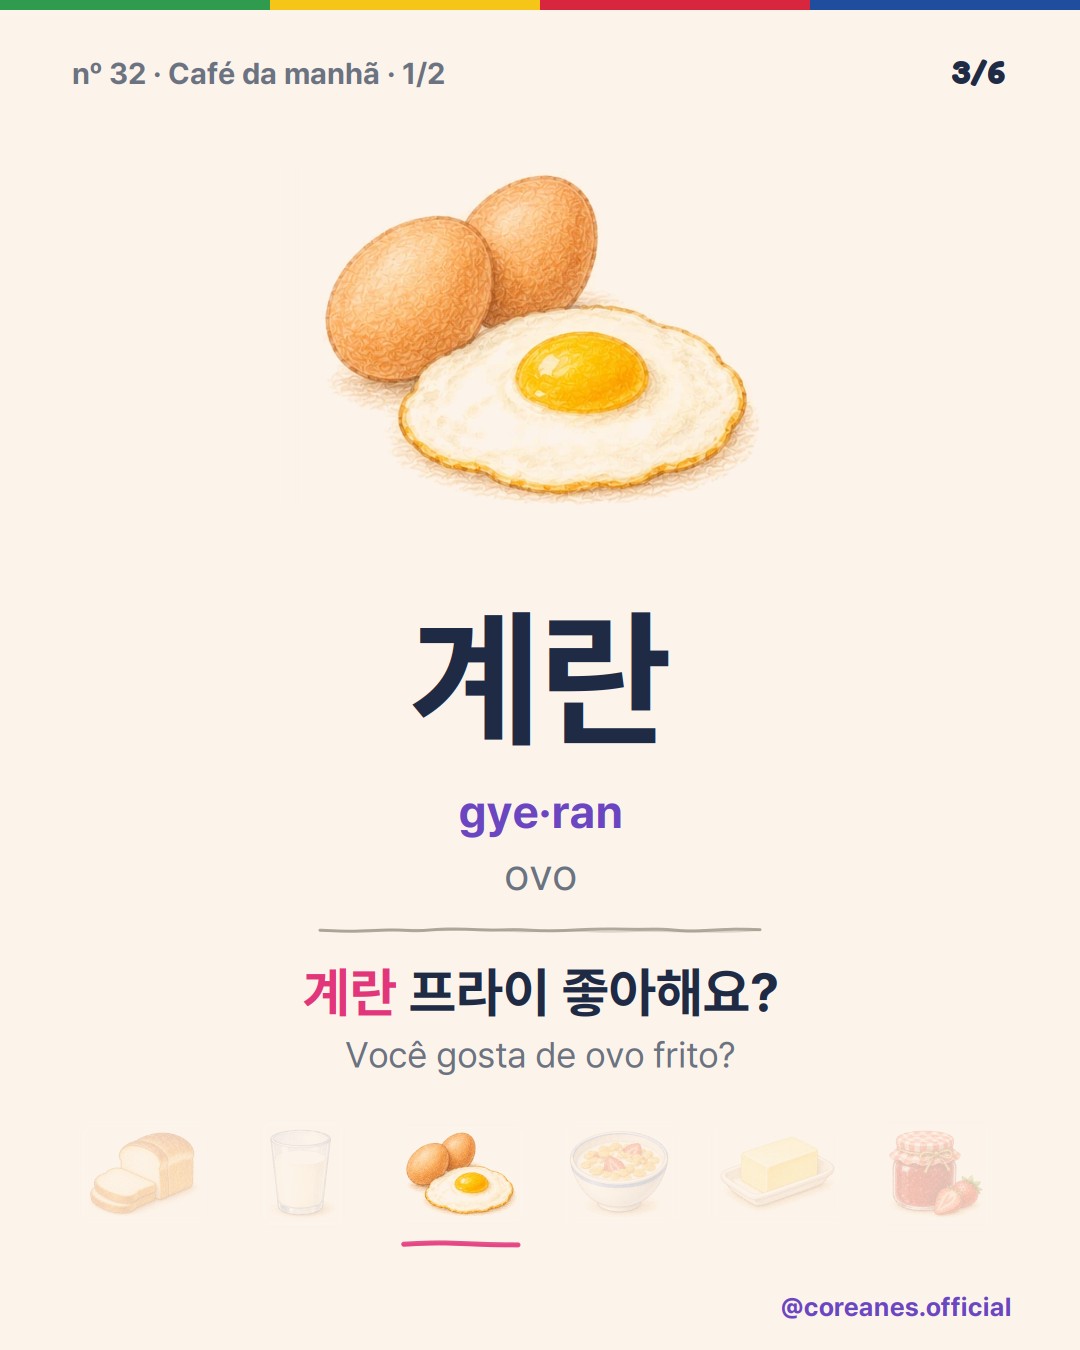 nº 32 · Café da manhã · 1/2
3/6
계란
gye·ran
ovo
계란 프라이 좋아해요?
Você gosta de ovo frito?
@coreanes.official